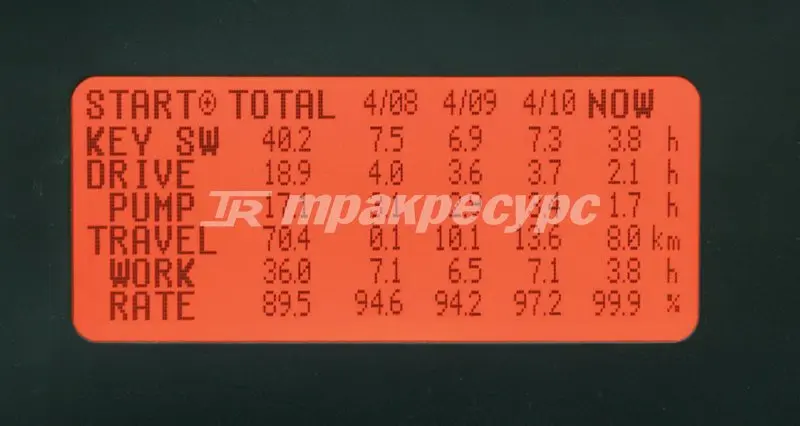 START TOTAL 4/08 4/09 4/10 NOW
KEY SW 40.2 7.5 6.9 7.3 3.8 h
DRIVE 18.9 4.0 3.6 3.7 2.1 h
PUMP 17.1 1.7 h
тракресурс
TRAVEL 70.4 0.1 10.1 13.6 8.0 km
WORK 36.0 7.1 6.5 7.1 3.8 h
RATE 89.5 94.6 94.2 97.2 99.9 %